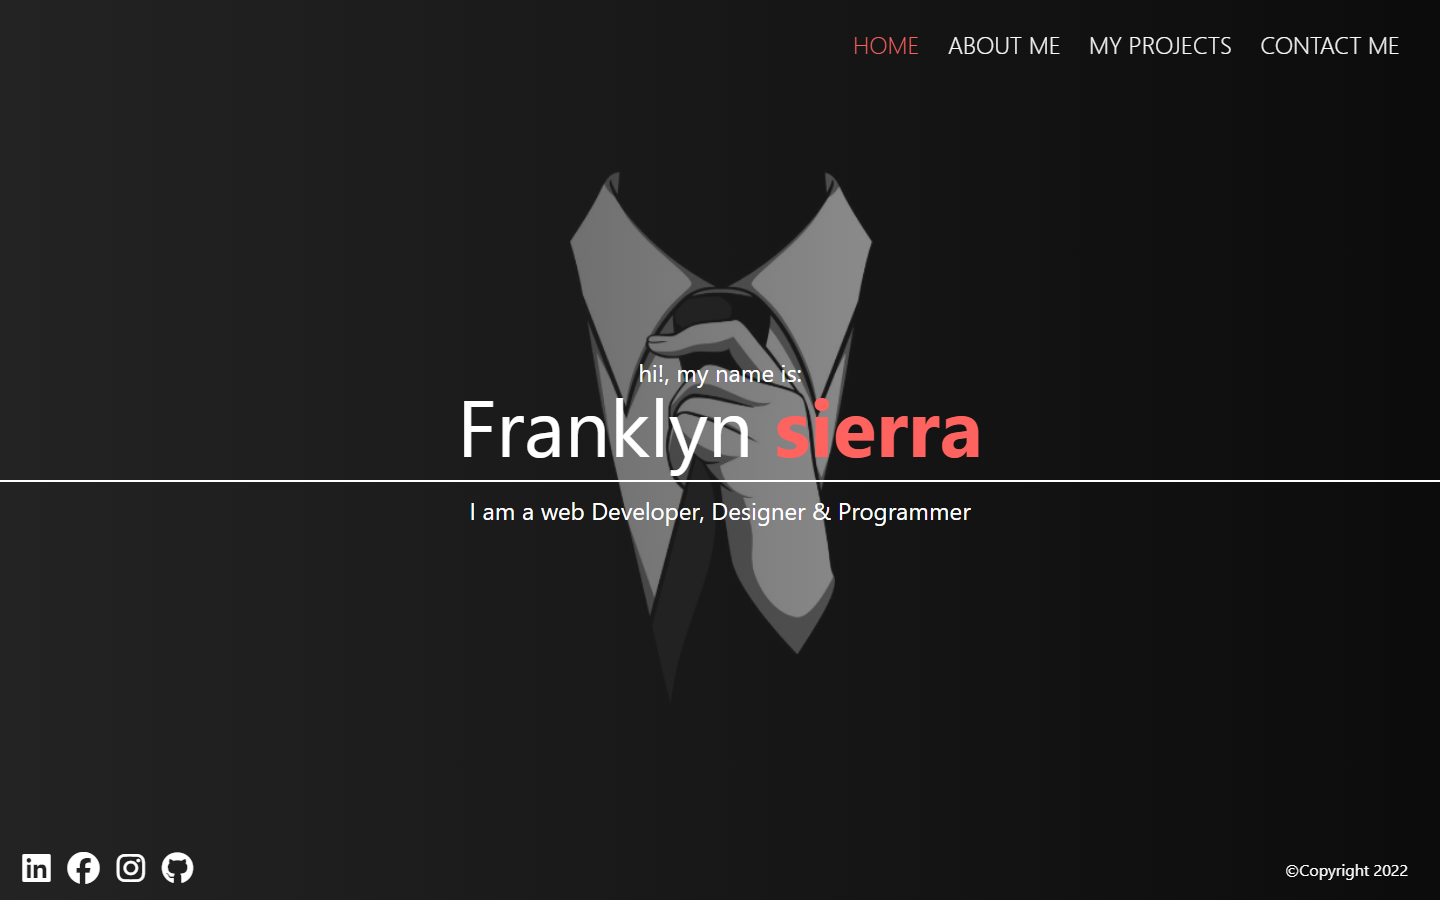 HOME ABOUT ME MY PROJECTS CONTACT ME
hi!, my name is:
Franklyn sierra
I am a web Developer, Designer & Programmer
in
©Copyright 2022